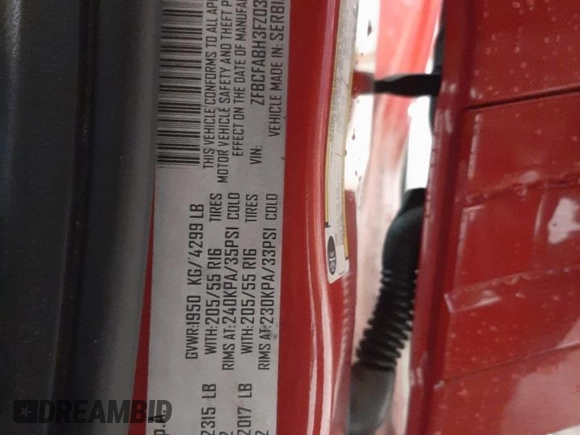 THIS VEHICLE CONFORMS TO ALL
MOTOR VEHICLE SAFETY AND THEFT
EFFECT ON THE DATE OF MANUFA
VIN: ZFBCFABH3FZ03
VEHICLE MADE IN: SERBI
GVWR:1950 KG/ 4299 LB
WITH:205/55 R16 TIRES
RIMS AT:240KPA/35PSI COLD
2315 LB WITH:205/55 R16 TIRES
RIMS AT:230KPA/33PSI COLD
2017 LB
DREAMBID